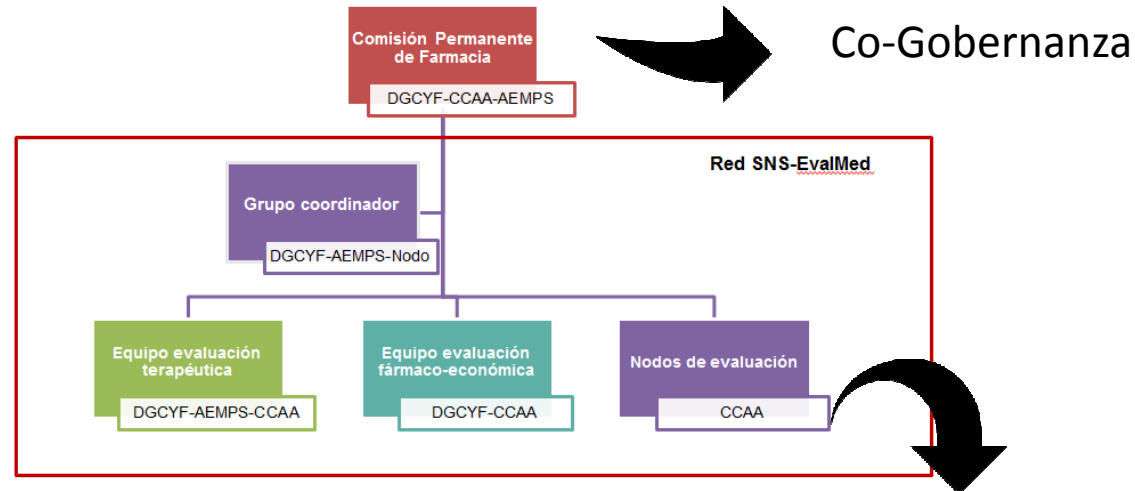 Comisión Permanente
de Farmacia
DGCYF-CCAA-AEMPS
Co-Gobernanza
Red SNS-EvalMed
Grupo coordinador
DGCYF-AEMPS-Nodo
Equipo evaluación
terapéutica
DGCYF-AEMPS-CCAA
Equipo evaluación
fármaco-económica
DGCYF-CCAA
Nodos de evaluación
CCAA